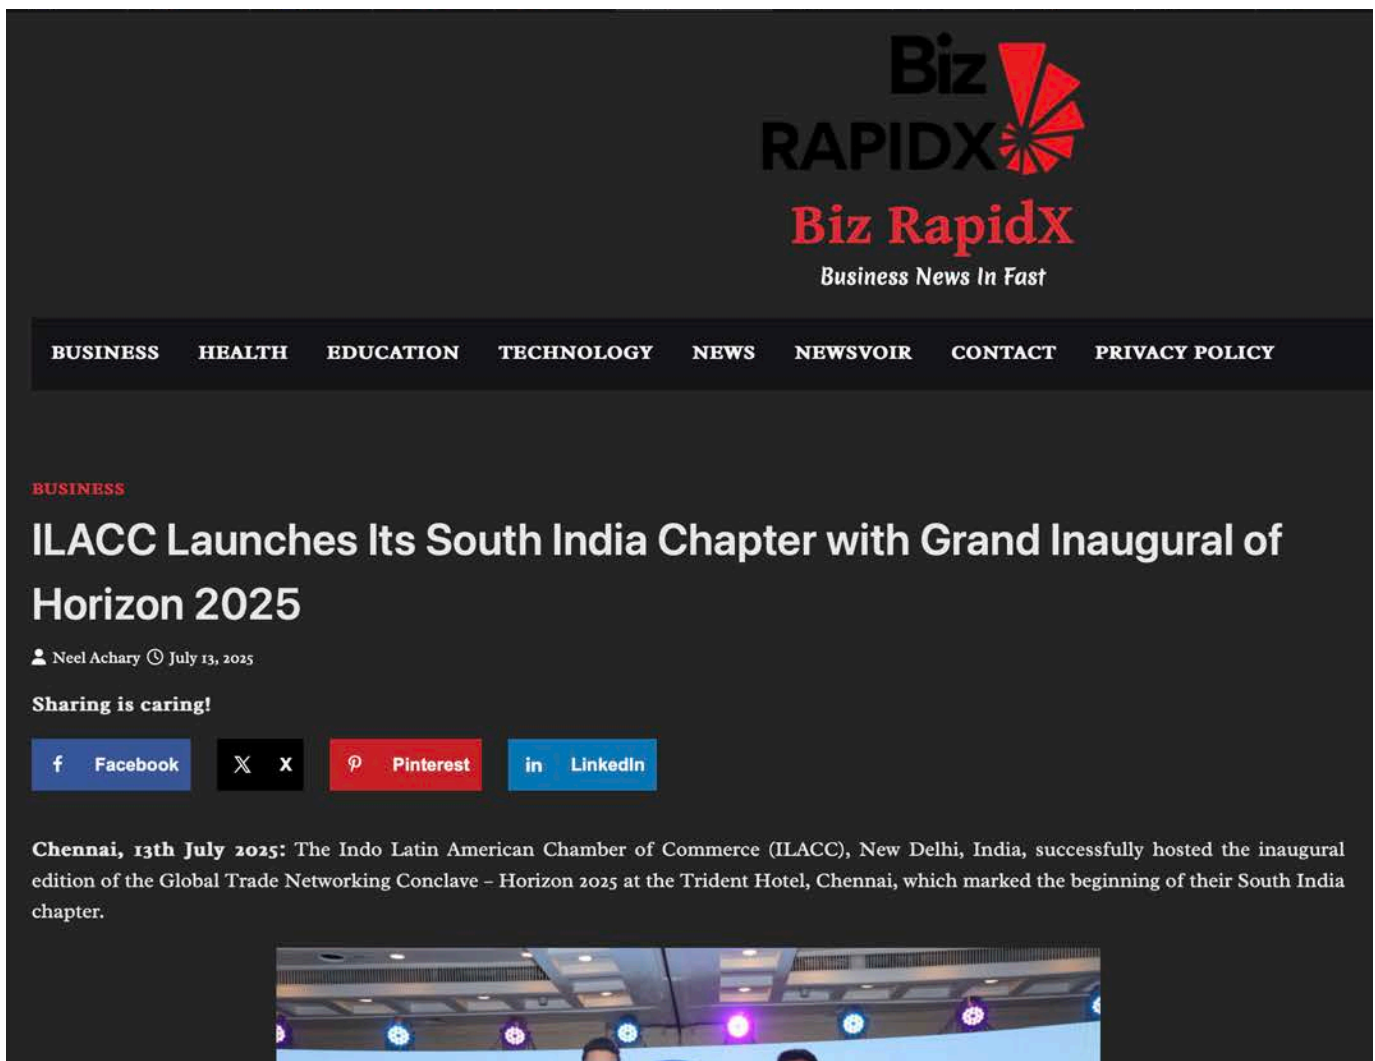 Biz
RAPIDX
Biz RapidX
Business News In Fast
BUSINESS HEALTH EDUCATION TECHNOLOGY NEWS NEWSVOIR CONTACT PRIVACY POLICY
BUSINESS
ILACC Launches Its South India Chapter with Grand Inaugural of
Horizon 2025
Neel Achary July 13, 2025
Sharing is caring!
Facebook X Pinterest LinkedIn
Chennai, 13th July 2025: The Indo Latin American Chamber of Commerce (ILACC), New Delhi, India, successfully hosted the inaugural
edition of the Global Trade Networking Conclave – Horizon 2025 at the Trident Hotel, Chennai, which marked the beginning of their South India
chapter.